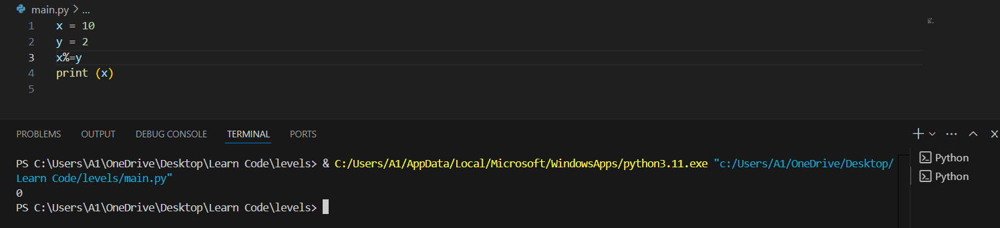 main.py > ...
1 x = 10
2 y = 2
3 x%=y
4 print (x)
5
PROBLEMS OUTPUT DEBUG CONSOLE TERMINAL PORTS
PS C:\Users\A1\OneDrive\Desktop\Learn Code\levels> & C:/Users/A1/AppData/Local/Microsoft/WindowsApps/python3.11.exe "c:/Users/A1/OneDrive/Desktop/
Learn Code/levels/main.py"
0
PS C:\Users\A1\OneDrive\Desktop\Learn Code\levels>
Python
Python